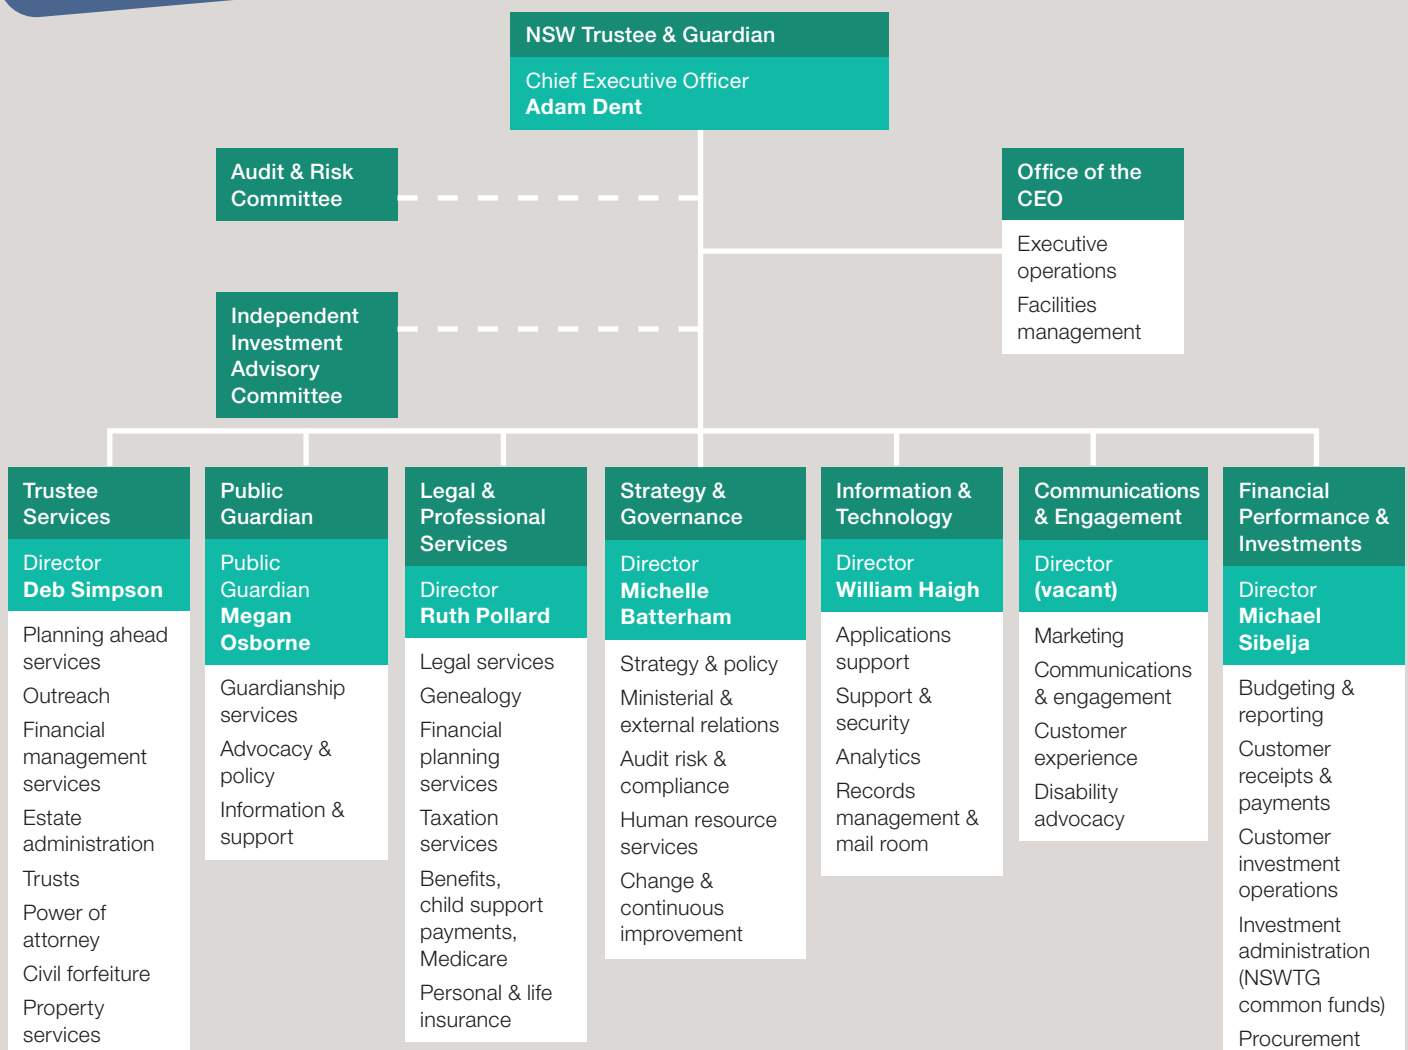 NSW Trustee & Guardian
Chief Executive Officer
Adam Dent
Audit & Risk
Committee
Office of the
CEO
Executive
operations
Facilities
management
Independent
Investment
Advisory
Committee
Trustee
Services
Director
Deb Simpson
Planning ahead
services
Outreach
Financial
management
services
Estate
administration
Trusts
Power of
attorney
Civil forfeiture
Property
services
Public
Guardian
Public
Guardian
Megan
Osborne
Guardianship
services
Advocacy &
policy
Information &
support
Legal &
Professional
Services
Director
Ruth Pollard
Legal services
Genealogy
Financial
planning
services
Taxation
services
Benefits,
child support
payments,
Medicare
Personal & life
insurance
Strategy &
Governance
Director
Michelle
Batterham
Strategy & policy
Ministerial &
external relations
Audit risk &
compliance
Human resource
services
Change &
continuous
improvement
Information &
Technology
Director
William Haigh
Applications
support
Support &
security
Analytics
Records
management &
mail room
Communications
& Engagement
Director
(vacant)
Marketing
Communications
& engagement
Customer
experience
Disability
advocacy
Financial
Performance &
Investments
Director
Michael
Sibelja
Budgeting &
reporting
Customer
receipts &
payments
Customer
investment
operations
Investment
administration
(NSWTG
common funds)
Procurement